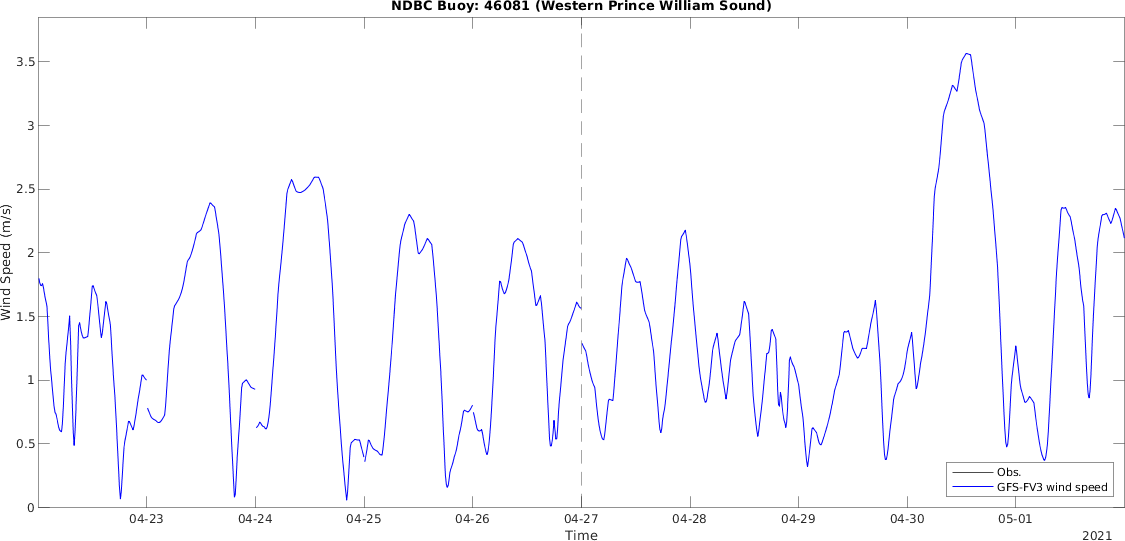 NDBC Buoy: 46081 (Western Prince William Sound)
Wind Speed (m/s)
3.5
3
2.5
2
1.5
1
0.5
0
04-23 04-24 04-25 04-26 04-27 04-28 04-29 04-30 05-01
Time
2021
Obs.
GFS-FV3 wind speed